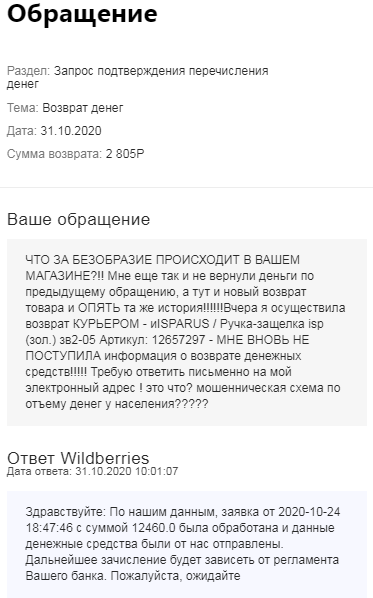 Обращение
Раздел: Запрос подтверждения перечисления
денег
Тема: Возврат денег
Дата: 31.10.2020
Сумма возврата: 2 805Р
Ваше обращение
ЧТО ЗА БЕЗОБРАЗИЕ ПРОИСХОДИТ В ВАШЕМ
МАГАЗИНЕ?!! Мне еще так и не вернули деньги по
предыдущему обращению, а тут и новый возврат
товара и ОПЯТЬ та же история!!!!!!Вчера я осуществила
возврат КУРЬЕРОМ - иISPARUS / Ручка-защелка isp
(зол.) зв2-05 Артикул: 12657297 - МНЕ ВНОВЬ НЕ
ПОСТУПИЛА информация о возврате денежных
средств!!!!! Требую ответить письменно на мой
электронный адрес ! это что? мошенническая схема по
отъему денег у населения?????
Ответ Wildberries
Дата ответа: 31.10.2020 10:01:07
Здравствуйте: По нашим данным, заявка от 2020-10-24
18:47:46 с суммой 12460.0 была обработана и данные
денежные средства были от нас отправлены.
Дальнейшее зачисление будет зависеть от регламента
Вашего банка. Пожалуйста, ожидайте